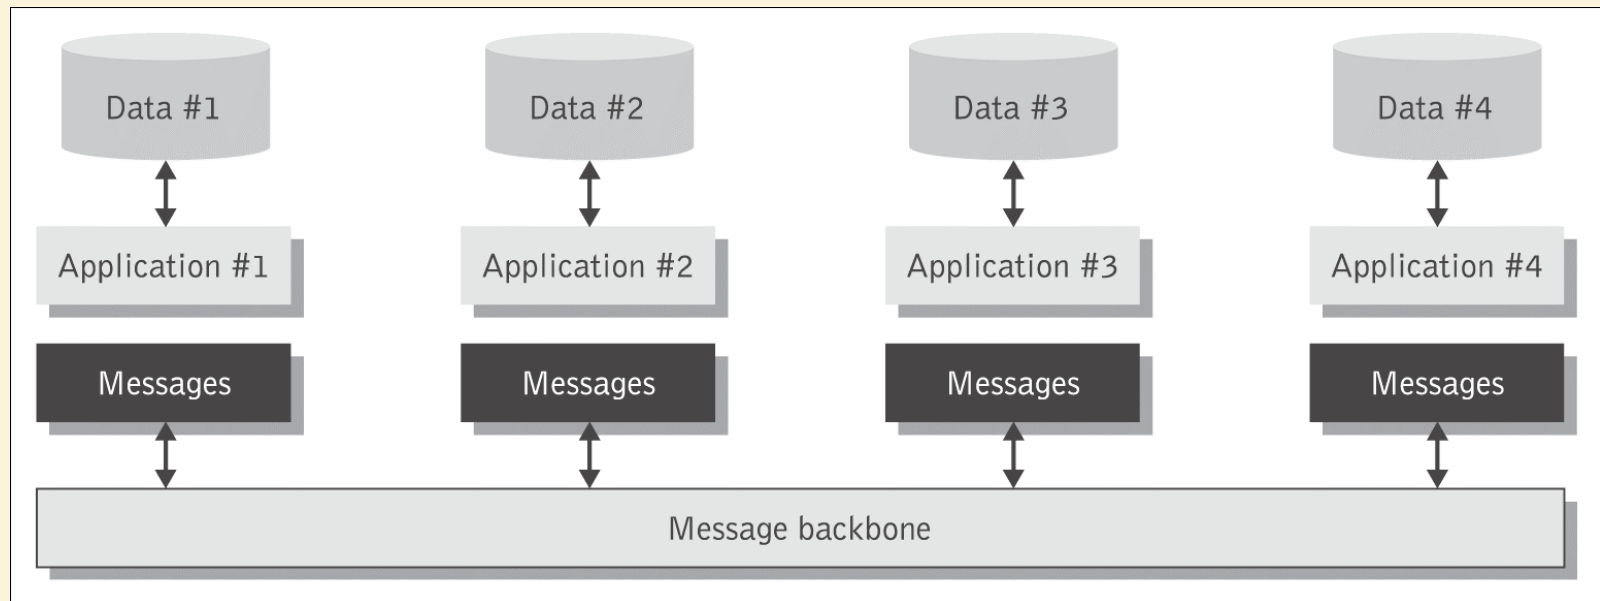 Data #1
Data #2
Data #3
Data #4
Application #1
Application #2
Application #3
Application #4
Messages
Messages
Messages
Messages
Message backbone